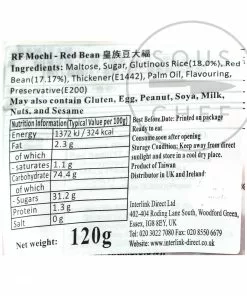 SOUS
CHEF
RF Mochi - Red Bean 皇族豆大福
Ingredients: Maltose, Sugar, Glutinous Rice(18.0%), Red
Bean(17.17%), Thickener(E1442), Palm Oil, Flavouring,
Preservative(E200)
May also contain Gluten, Egg, Peanut, Soya, Milk,
Nuts, and Sesame
Nutrition Information(Typical Value per 100g)
Energy 1372 kJ / 324 kcal
Fat 2.3 g
of which
- saturates 1.1 g
Carbohydrate 74.4 g
of which
- Sugars 31.2 g
Protein 1.3 g
Salt 0 g
Net weight: 120g
Best Before Date: Printed on packaging
Ready to eat
Consume soon after opening
Storage Condition: Keep away from direct
sunlight and store in a cool dry place.
Product of Taiwan
Distributor in UK and Ireland
Interlink Direct Ltd
402-404 Roding Lane South, Woodford Green,
Essex, IG8 8EY, UK
Tel: 020 3022 7080 Fax: 020 8550 6679
www.interlink-direct.co.uk